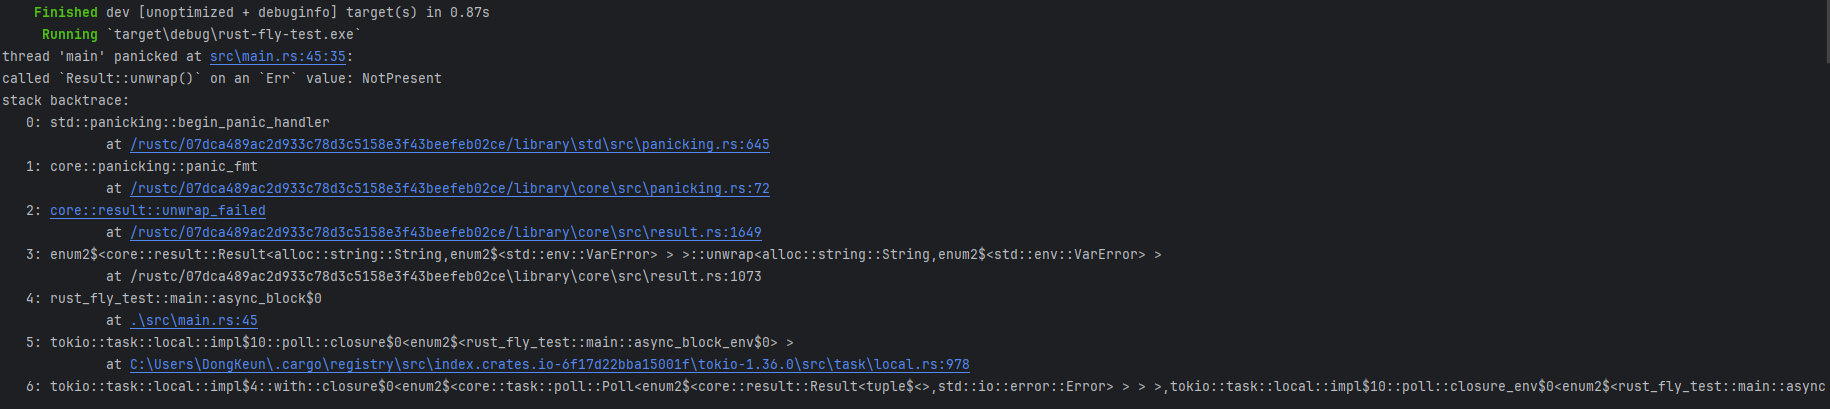 Finished dev [unoptimized + debuginfo] target(s) in 0.87s
Running `target\debug\rust-fly-test.exe`
thread 'main' panicked at src\main.rs:45:35:
called `Result::unwrap()` on an `Err` value: NotPresent
stack backtrace:
0: std::panicking::begin_panic_handler
at /rustc/07dca489ac2d933c78d3c5158e3f43beefeb02ce/library\std\src\panicking.rs:645
1: core::panicking::panic_fmt
at /rustc/07dca489ac2d933c78d3c5158e3f43beefeb02ce/library\core\src\panicking.rs:72
2: core::result::unwrap_failed
at /rustc/07dca489ac2d933c78d3c5158e3f43beefeb02ce/library\core\src\result.rs:1649
3: enum2$<core::result::Result<alloc::string::String,enum2$<std::env::VarError> > >::unwrap<alloc::string::String,enum2$<std::env::VarError> >
at /rustc/07dca489ac2d933c78d3c5158e3f43beefeb02ce\library\core\src\result.rs:1073
4: rust_fly_test::main::async_block$0
at .\src\main.rs:45
5: tokio::task::local::impl$10::poll::closure$0<enum2$<rust_fly_test::main::async_block_env$0> >
at C:\Users\DongKeun\.cargo\registry\src\index.crates.io-6f17d22bba15001f\tokio-1.36.0\src\task\local.rs:978
6: tokio::task::local::impl$4::with::closure$0<enum2$<core::task::poll::Poll<enum2$<core::result::Result<tuple$<>,std::io::error::Error> > > >,tokio::task::local::impl$10::poll::closure_env$0<enum2$<rust_fly_test::main::async